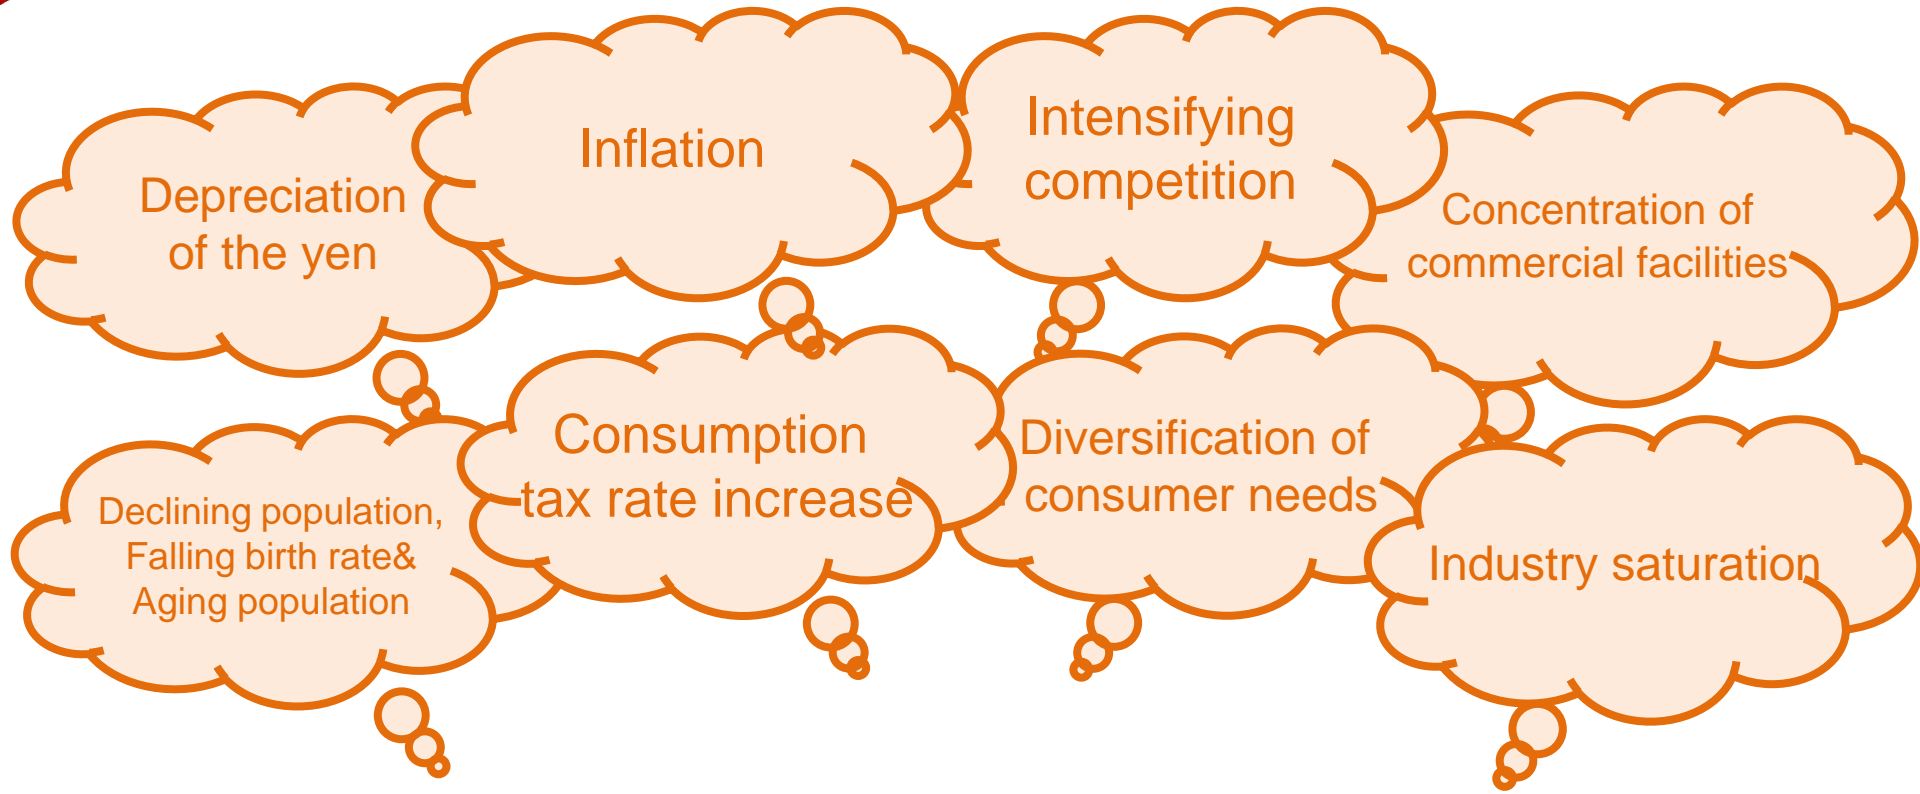 Depreciation
of the yen
Inflation
Intensifying
competition
Concentration of
commercial facilities
Declining population,
Falling birth rate&
Aging population
Consumption
tax rate increase
Diversification of
consumer needs
Industry saturation